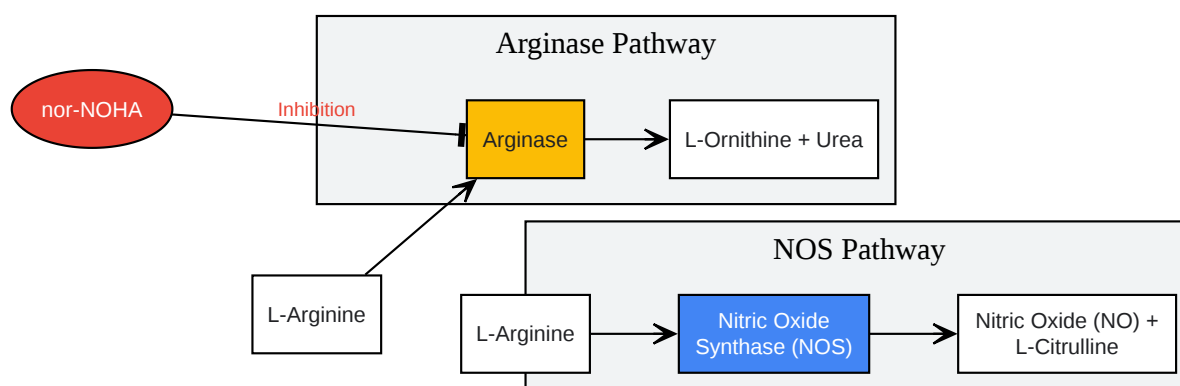 Arginase Pathway
nor-NOHA
Inhibition
Arginase
L-Ornithine + Urea
L-Arginine
NOS Pathway
L-Arginine
Nitric Oxide
Synthase (NOS)
Nitric Oxide (NO) +
L-Citrulline